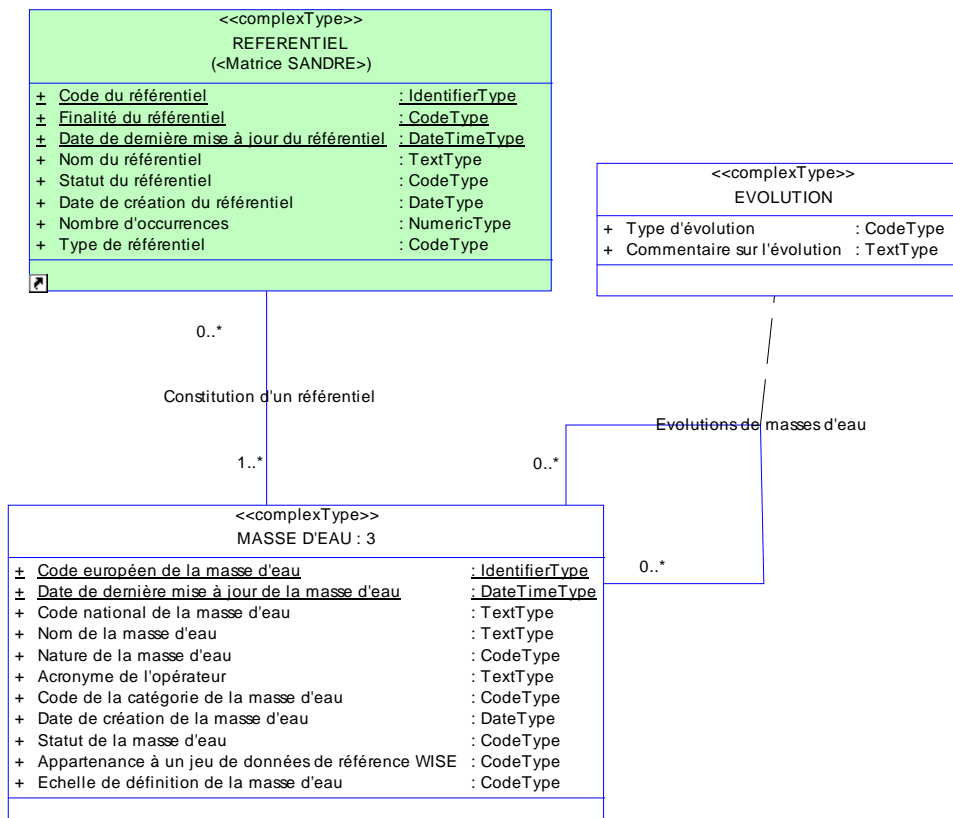 <<complexType>>
REFERENTIEL
(<Matrice SANDRE>)
+ Code du référentiel : IdentifierType
+ Finalité du référentiel : CodeType
+ Date de dernière mise à jour du référentiel : DateTimeType
+ Nom du référentiel : TextType
+ Statut du référentiel : CodeType
+ Date de création du référentiel : DateType
+ Nombre d'occurrences : NumericType
+ Type de référentiel : CodeType
<<complexType>>
EVOLUTION
+ Type d'évolution : CodeType
+ Commentaire sur l'évolution : TextType
0..*
Constitution d'un référentiel
1..*
Evolutions de masses d'eau
0..*
0..*
<<complexType>>
MASSE D'EAU : 3
+ Code européen de la masse d'eau : IdentifierType
+ Date de dernière mise à jour de la masse d'eau : DateTimeType
+ Code national de la masse d'eau : TextType
+ Nom de la masse d'eau : TextType
+ Nature de la masse d'eau : CodeType
+ Acronyme de l'opérateur : TextType
+ Code de la catégorie de la masse d'eau : CodeType
+ Date de création de la masse d'eau : DateType
+ Statut de la masse d'eau : CodeType
+ Appartenance à un jeu de données de référence WISE : CodeType
+ Echelle de définition de la masse d'eau : CodeType